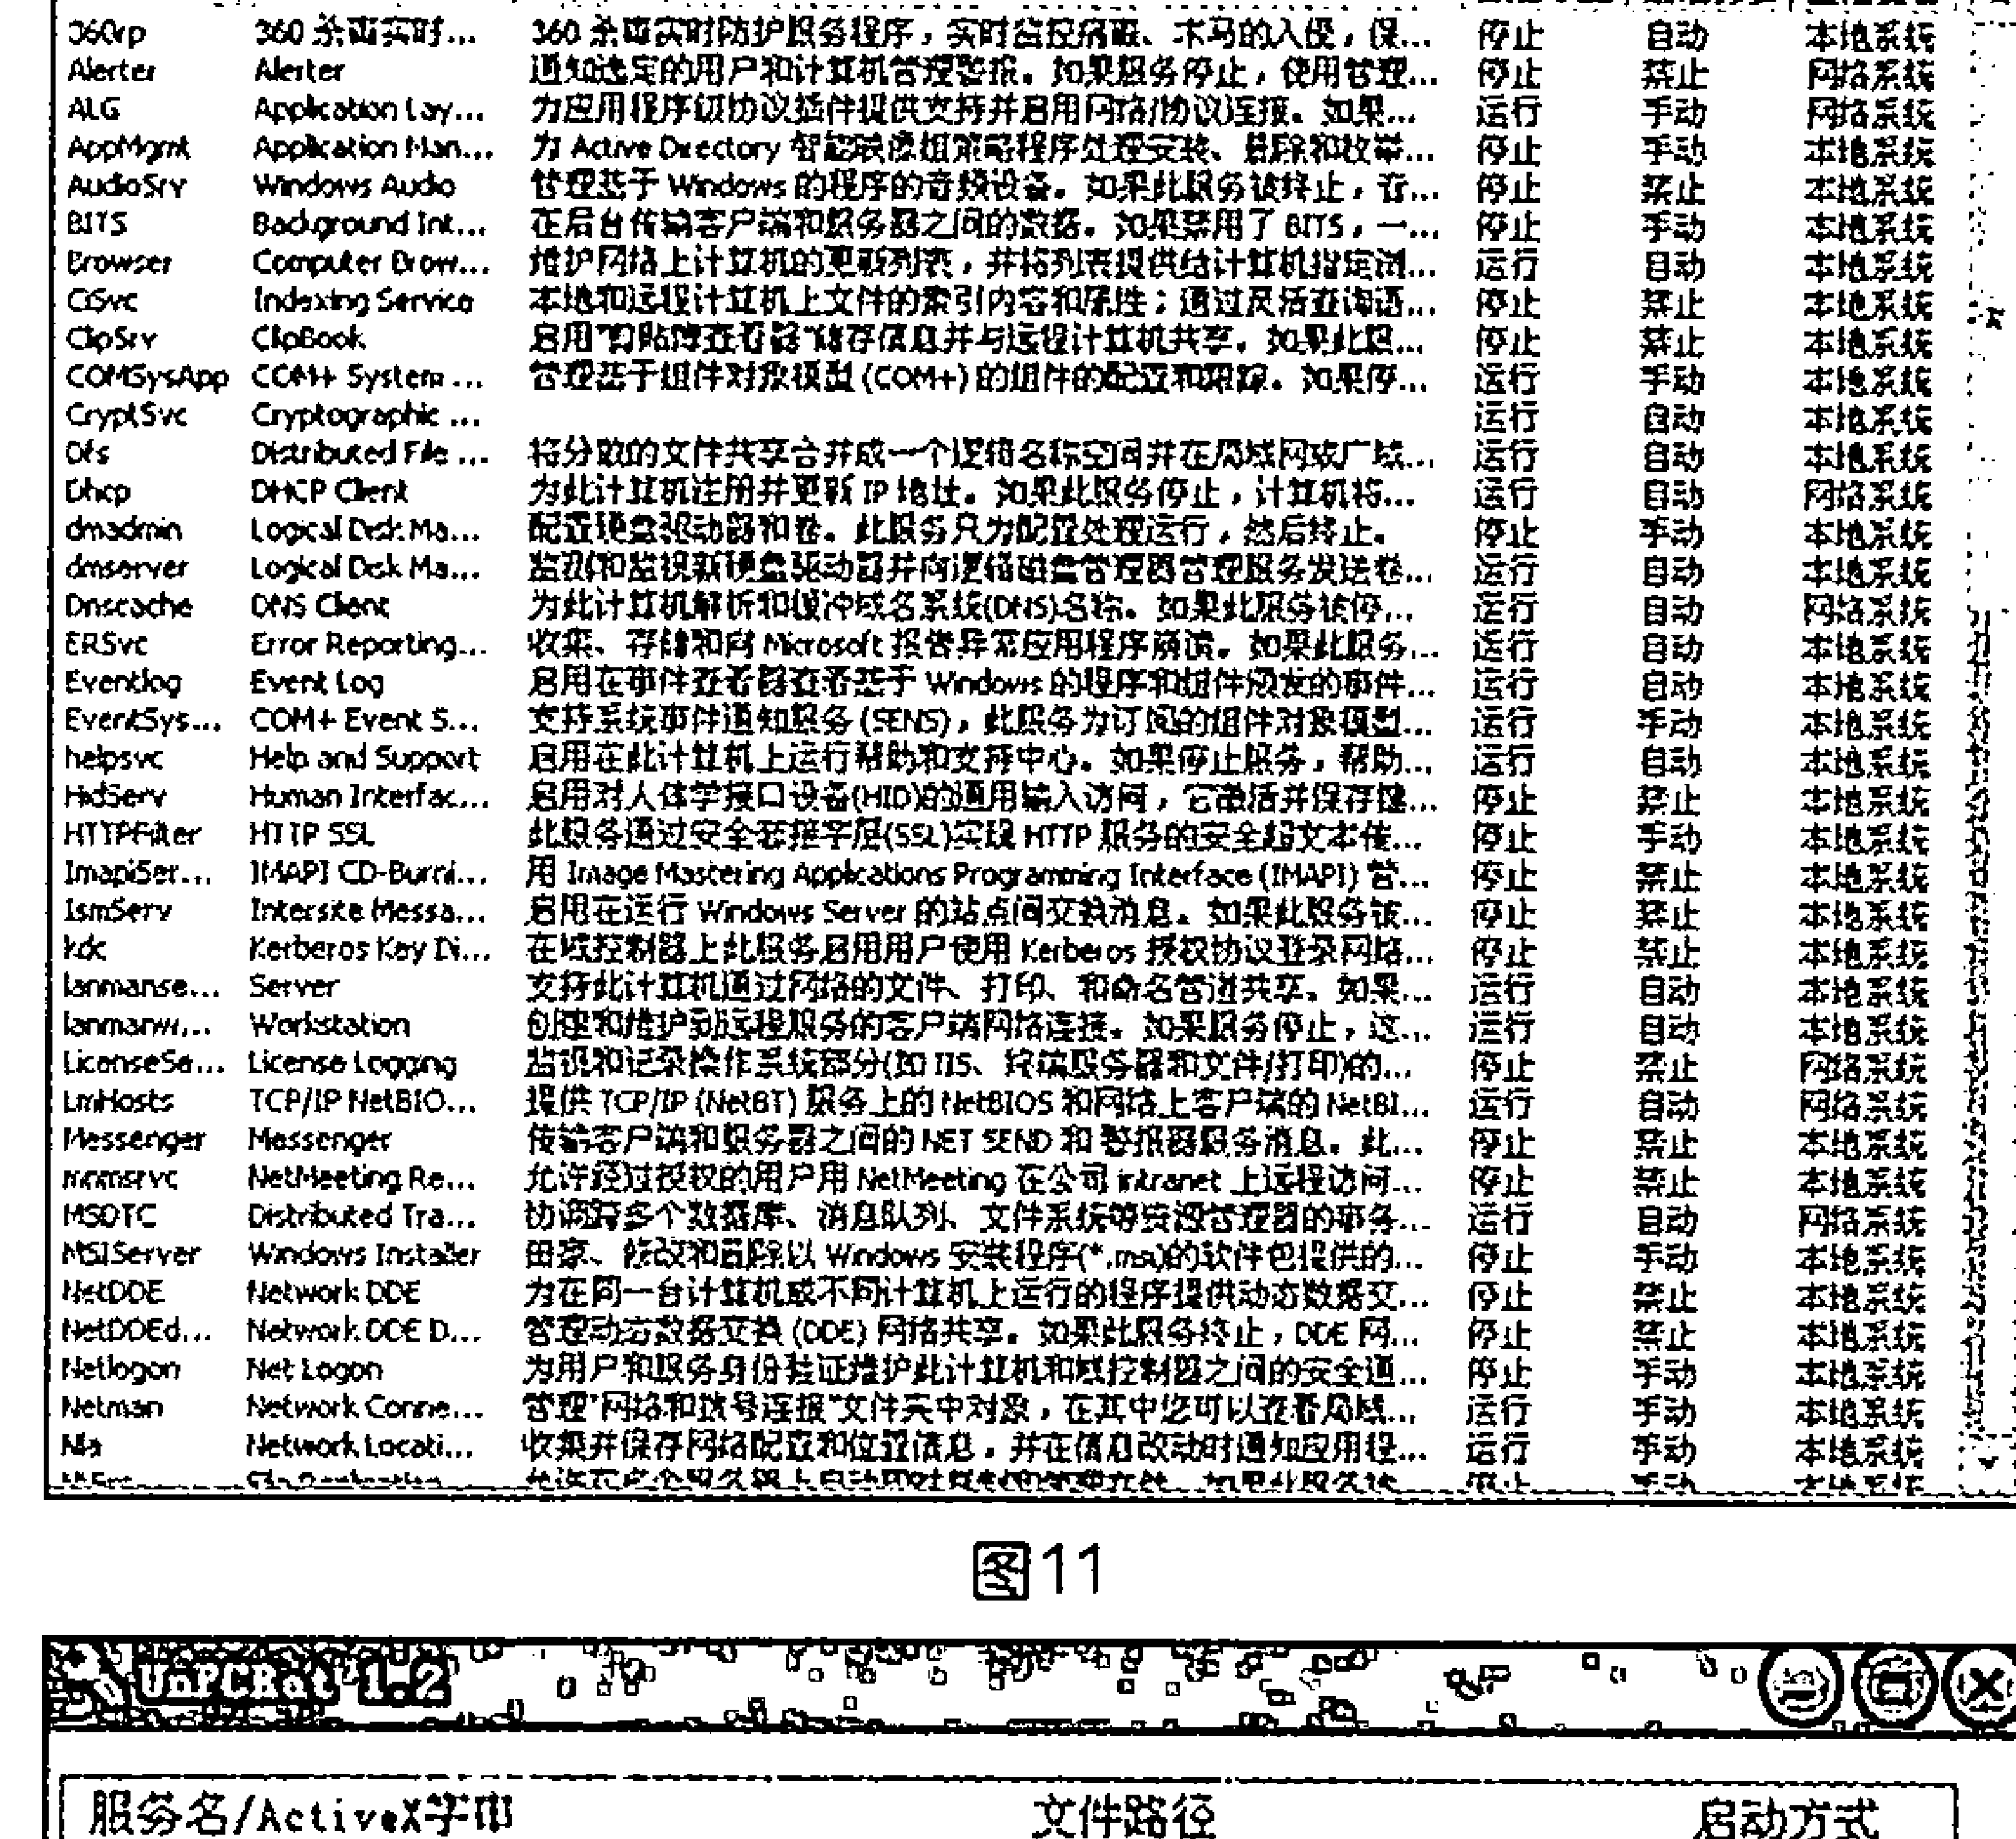 360rp 360 杀毒实时... 360 杀毒实时防护服务程序，实时监控病毒、木马的入侵，保... 停止 自动 本地系统
Alerter Alerter 通知选定的用户和计算机管理警报。如果服务停止，使用管理... 停止 禁止 网络系统
ALG Application Lay... 为应用程序级协议插件提供支持并启用网络/协议连接。如果... 运行 手动 网络系统
AppMgmt Application Man... 为 Active Directory 智能映像组策略程序处理安装、删除和枚举... 停止 手动 本地系统
AudioSrv Windows Audio 管理基于 Windows 的程序的音频设备。如果此服务被终止，音... 停止 禁止 本地系统
BITS Background Int... 在后台传输客户端和服务器之间的数据。如果禁用了 BITS，一... 停止 手动 本地系统
Browser Computer Brow... 维护网络上计算机的更新列表，并将列表提供给计算机指定浏... 运行 自动 本地系统
CiSvc Indexing Service 本地和远程计算机上文件的索引内容和属性；通过灵活查询语... 停止 禁止 本地系统
ClipSrv ClipBook 启用"剪贴簿查看器"储存信息并与远程计算机共享。如果此服... 停止 禁止 本地系统
COMSysApp COM+ System ... 管理基于组件对象模型 (COM+) 的组件的配置和跟踪。如果停... 运行 手动 本地系统
CryptSvc Cryptographic ... 运行 自动 本地系统
Dfs Distributed File ... 将分散的文件共享合并成一个逻辑名称空间并在局域网或广域... 运行 自动 本地系统
Dhcp DHCP Client 为此计算机注册并更新 IP 地址。如果此服务停止，计算机将... 运行 自动 网络系统
dmadmin Logical Disk Ma... 配置硬盘驱动器和卷。此服务只为配置处理运行，然后终止。 停止 手动 本地系统
dmserver Logical Disk Ma... 监测和监视新硬盘驱动器并向逻辑磁盘管理器管理服务发送卷... 运行 自动 本地系统
Dnscache DNS Client 为此计算机解析和缓冲域名系统(DNS)名称。如果此服务被停... 运行 自动 网络系统
ERSvc Error Reporting... 收集、存储和向 Microsoft 报告异常应用程序崩溃。如果此服务... 运行 自动 本地系统
Eventlog Event Log 启用在事件查看器查看基于 Windows 的程序和组件颁发的事件... 运行 自动 本地系统
EventSys... COM+ Event S... 支持系统事件通知服务 (SENS)，此服务为订阅的组件对象模型... 运行 手动 本地系统
helpsvc Help and Support 启用在此计算机上运行帮助和支持中心。如果停止服务，帮助... 运行 自动 本地系统
HidServ Human Interfac... 启用对人体学接口设备(HID)的通用输入访问，它激活并保存键... 停止 禁止 本地系统
HTTPFilter HTTP SSL 此服务通过安全套接字层(SSL)实现 HTTP 服务的安全超文本传... 停止 手动 本地系统
ImapiSer... IMAPI CD-Burni... 用 Image Mastering Applications Programming Interface (IMAPI) 管... 停止 禁止 本地系统
IsmServ Intersite Messa... 启用在运行 Windows Server 的站点间交换消息。如果此服务被... 停止 禁止 本地系统
kdc Kerberos Key Di... 在域控制器上此服务启用用户使用 Kerberos 授权协议登录网络... 停止 禁止 本地系统
lanmanse... Server 支持此计算机通过网络的文件、打印、和命名管道共享。如果... 运行 自动 本地系统
lanmanw... Workstation 创建和维护到远程服务的客户端网络连接。如果服务停止，这... 运行 自动 本地系统
LicenseSe... License Logging 监视和记录操作系统部分(如 IIS、终端服务器和文件/打印)的... 停止 禁止 网络系统
LmHosts TCP/IP NetBIO... 提供 TCP/IP (NetBT) 服务上的 NetBIOS 和网络上客户端的 NetBI... 运行 自动 网络系统
Messenger Messenger 传输客户端和服务器之间的 NET SEND 和 警报器服务消息。此... 停止 禁止 本地系统
mnmsrvc NetMeeting Re... 允许经过授权的用户用 NetMeeting 在公司 intranet 上远程访问... 停止 禁止 本地系统
MSDTC Distributed Tra... 协调跨多个数据库、消息队列、文件系统等资源管理器的事务... 运行 自动 网络系统
MSIServer Windows Installer 、修改和删除以 Windows 安装程序(*.msi)的软件包提供的... 停止 手动 本地系统
NetDDE Network DDE 为在同一台计算机或不同计算机上运行的程序提供动态数据交... 停止 禁止 本地系统
NetDDEd... Network DDE D... 管理动态数据交换 (DDE) 网络共享。如果此服务终止，DDE 网... 停止 禁止 本地系统
Netlogon Net Logon 为用户和服务身份验证维护此计算机和域控制器之间的安全通... 停止 手动 本地系统
Netman Network Conne... 管理"网络和拨号连接"文件夹中对象，在其中您可以查看局域... 运行 手动 本地系统
Nla Network Locati... 收集并保存网络配置和位置信息，并在信息改动时通知应用程... 运行 手动 本地系统
停止 手动 本地系统
图11
UnPCRat 1.2
服务名/ActiveX字串 文件路径 启动方式